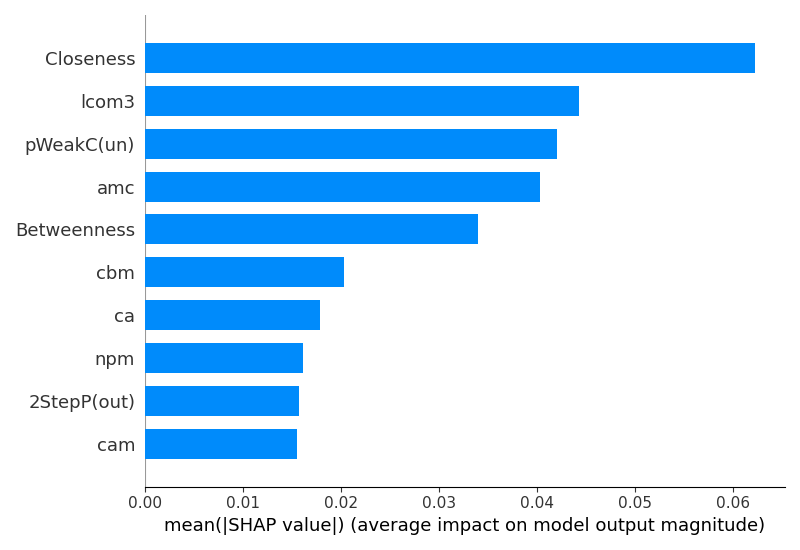 Closeness
lcom3
pWeakC(un)
amc
Betweenness
cbm
ca
npm
2StepP(out)
cam
0.00 0.01 0.02 0.03 0.04 0.05 0.06
mean(|SHAP value|) (average impact on model output magnitude)